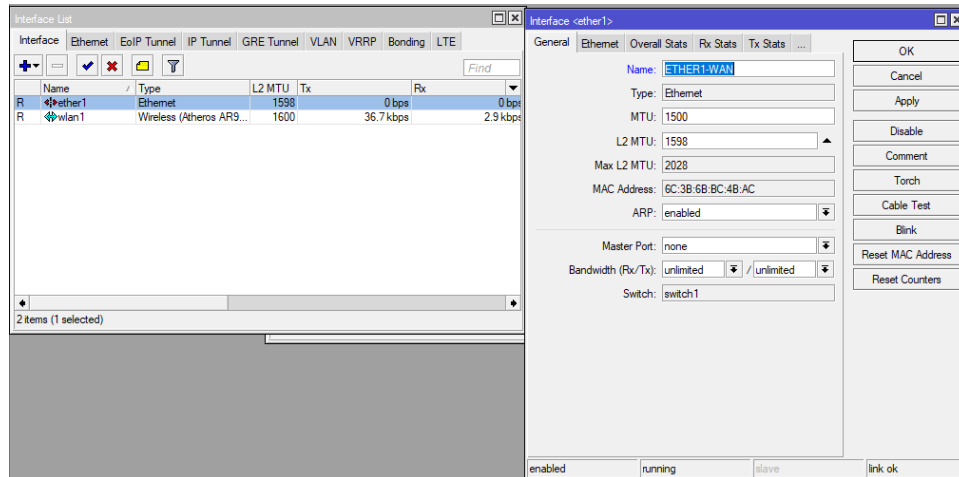 Interface List
Interface Ethernet EoIP Tunnel IP Tunnel GRE Tunnel VLAN VRRP Bonding LTE
Find
Name / Type L2 MTU Tx Rx
R ether1 Ethernet 1598 0 bps 0 bps
R wlan1 Wireless (Atheros AR9... 1600 36.7 kbps 2.9 kbps
2 items (1 selected)
Interface <ether1>
General Ethernet Overall Stats Rx Stats Tx Stats ...
Name: ETHER1-WAN
Type: Ethernet
MTU: 1500
L2 MTU: 1598
Max L2 MTU: 2028
MAC Address: 6C:3B:6B:BC:4B:AC
ARP: enabled
Master Port: none
Bandwidth (Rx/Tx): unlimited / unlimited
Switch: switch1
OK
Cancel
Apply
Disable
Comment
Torch
Cable Test
Blink
Reset MAC Address
Reset Counters
enabled running slave link ok